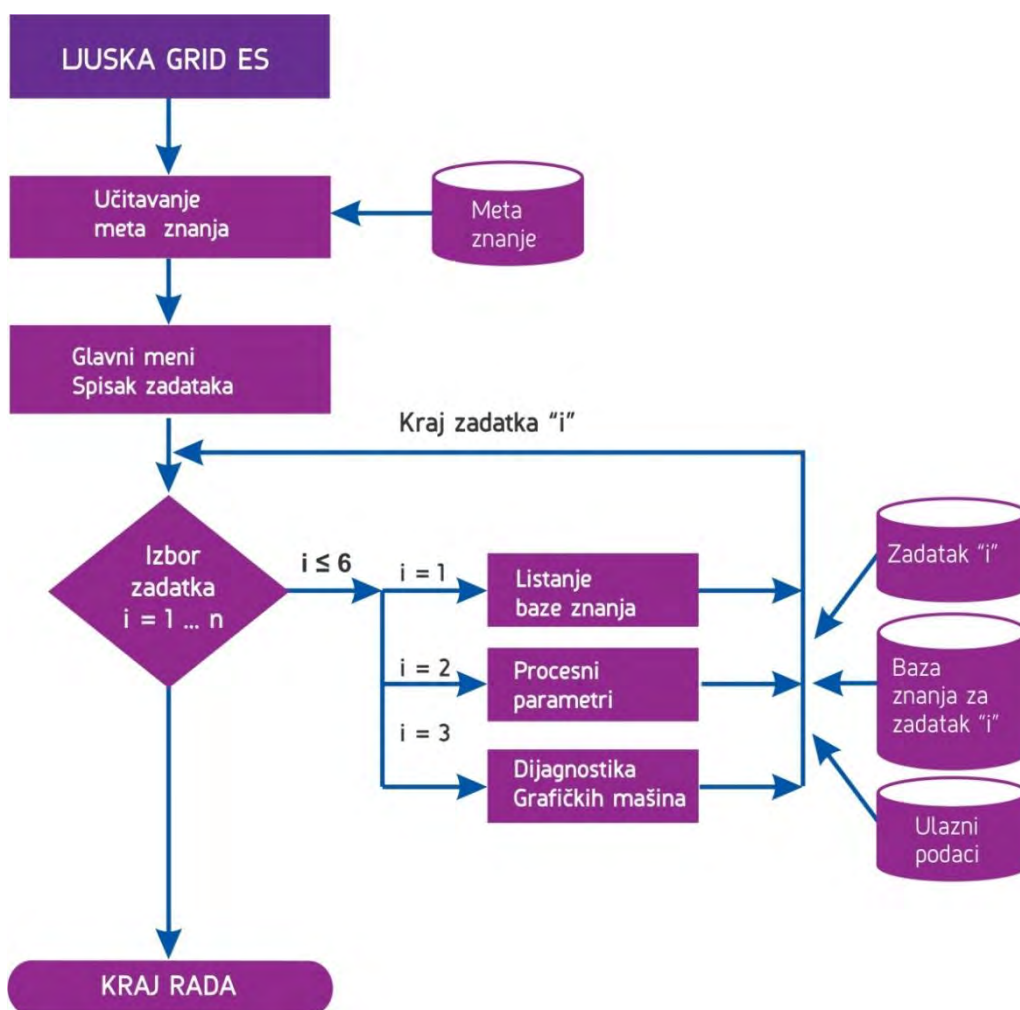 LJUSKA GRID ES
Učitavanje
meta znanja
Meta
znanje
Glavni meni
Spisak zadataka
Kraj zadatka “i”
Izbor
zadatka
i = 1 ... n
i ≤ 6
i = 1
Listanje
baze znanja
i = 2
Procesni
parametri
i = 3
Dijagnostika
Grafičkih mašina
Zadatak “i”
Baza
znanja za
zadatak “i”
Ulazni
podaci
KRAJ RADA